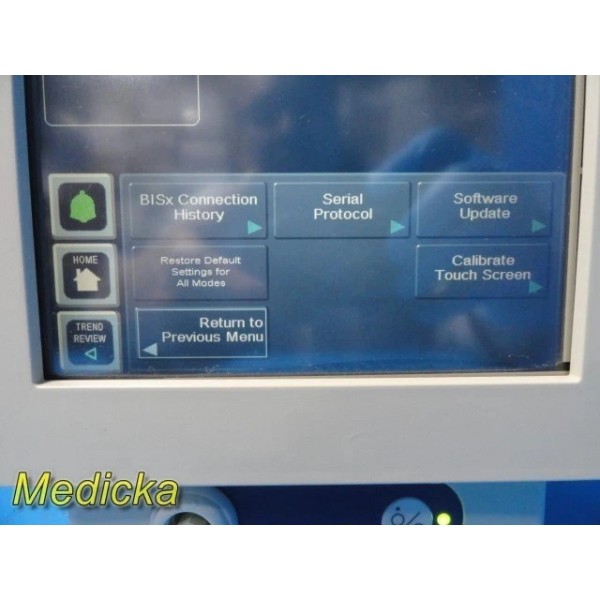 BISx Connection
History
Serial
Protocol
Software
Update
HOME
Restore Default
Settings for
All Modes
Calibrate
Touch Screen
TREND
REVIEW
Return to
Previous Menu
Medicka